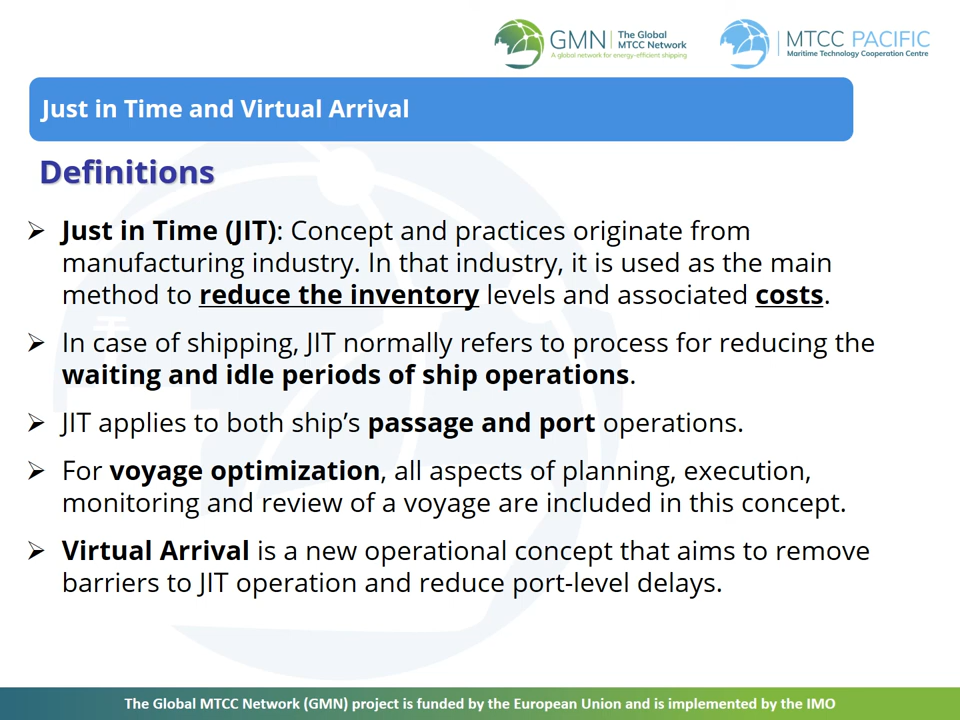 GMN The Global MTCC Network
A global network for energy-efficient shipping
MTCC PACIFIC
Maritime Technology Cooperation Centre
Just in Time and Virtual Arrival
Definitions
➢ Just in Time (JIT): Concept and practices originate from
manufacturing industry. In that industry, it is used as the main
method to reduce the inventory levels and associated costs.
➢ In case of shipping, JIT normally refers to process for reducing the
waiting and idle periods of ship operations.
➢ JIT applies to both ship’s passage and port operations.
➢ For voyage optimization, all aspects of planning, execution,
monitoring and review of a voyage are included in this concept.
➢ Virtual Arrival is a new operational concept that aims to remove
barriers to JIT operation and reduce port-level delays.
The Global MTCC Network (GMN) project is funded by the European Union and is implemented by the IMO